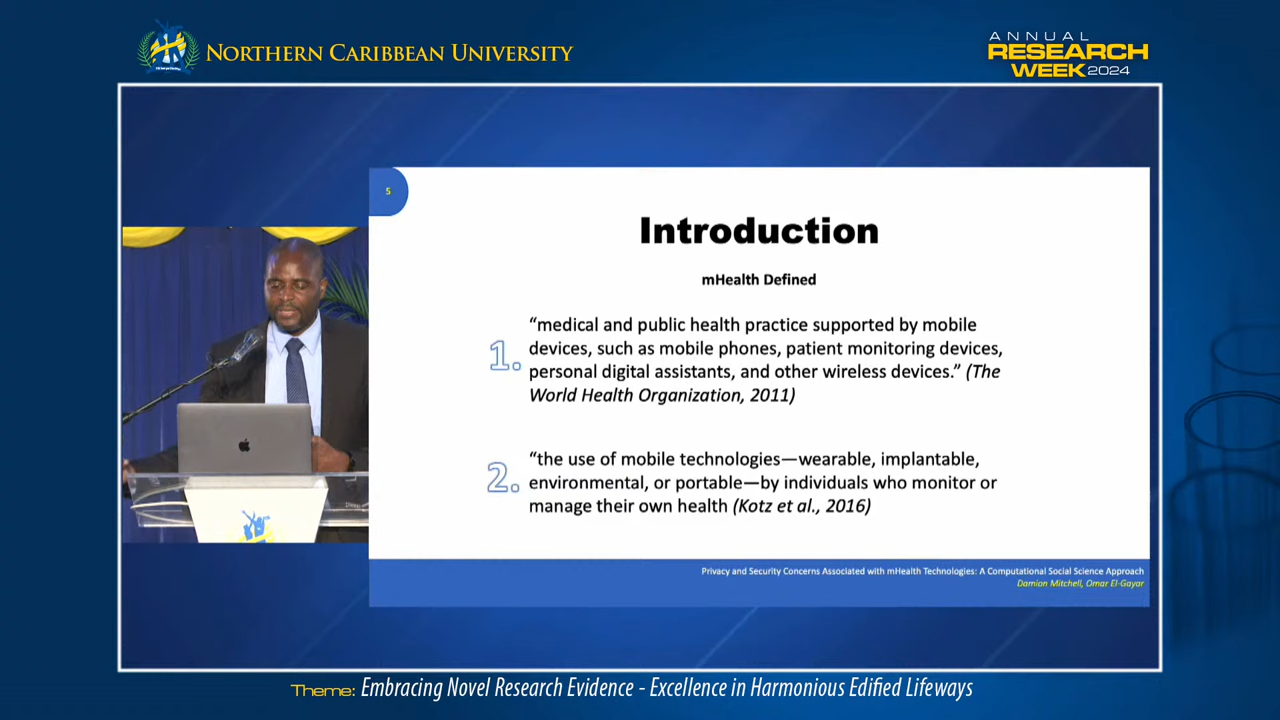 NORTHERN CARIBBEAN UNIVERSITY
ANNUAL
RESEARCH
WEEK 2024
5
Introduction
mHealth Defined
1. “medical and public health practice supported by mobile
devices, such as mobile phones, patient monitoring devices,
personal digital assistants, and other wireless devices.” (The
World Health Organization, 2011)
2. “the use of mobile technologies—wearable, implantable,
environmental, or portable—by individuals who monitor or
manage their own health (Kotz et al., 2016)
Privacy and Security Concerns Associated with mHealth Technologies: A Computational Social Science Approach
Damion Mitchell, Omar El-Gayar
Theme: Embracing Novel Research Evidence - Excellence in Harmonious Edified Lifeways